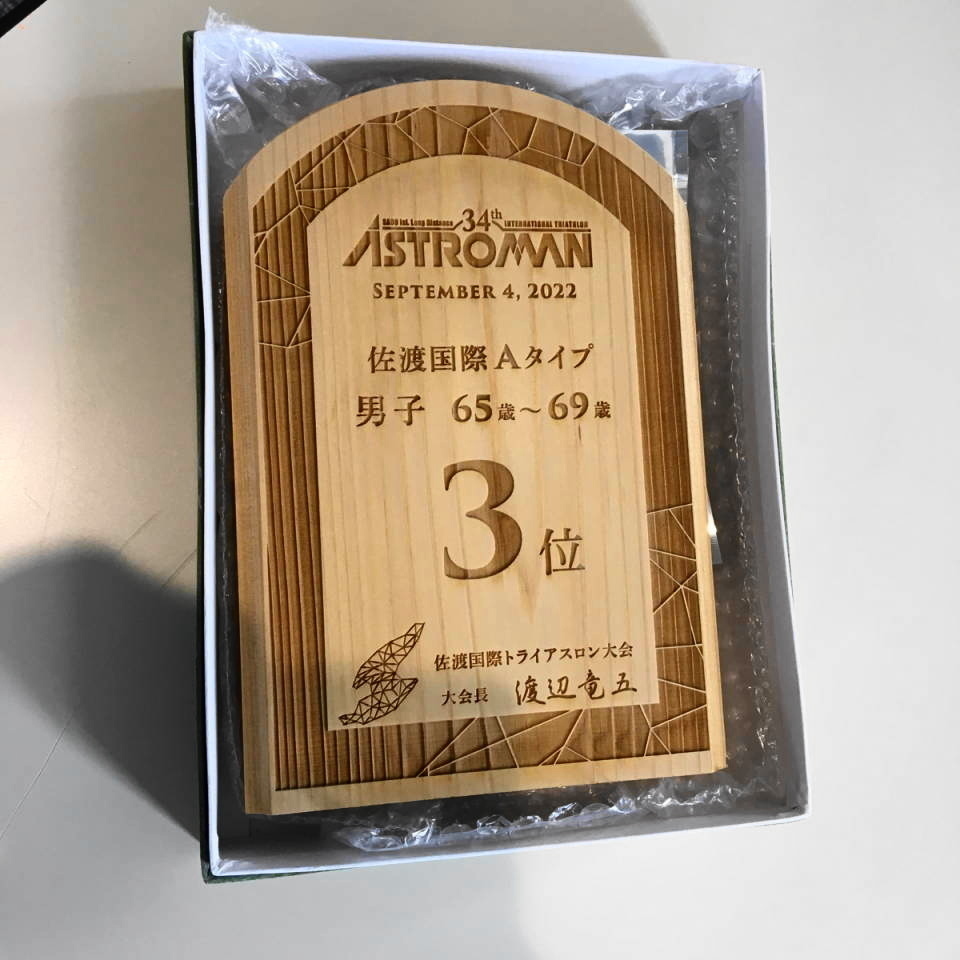 SADO Int. Long Distance 34th INTERNATIONAL TRIATHLON
ASTROMAN
SEPTEMBER 4, 2022
佐渡国際 Aタイプ
男子 65歳〜69歳
3位
佐渡国際トライアスロン大会
大会長 渡辺竜五